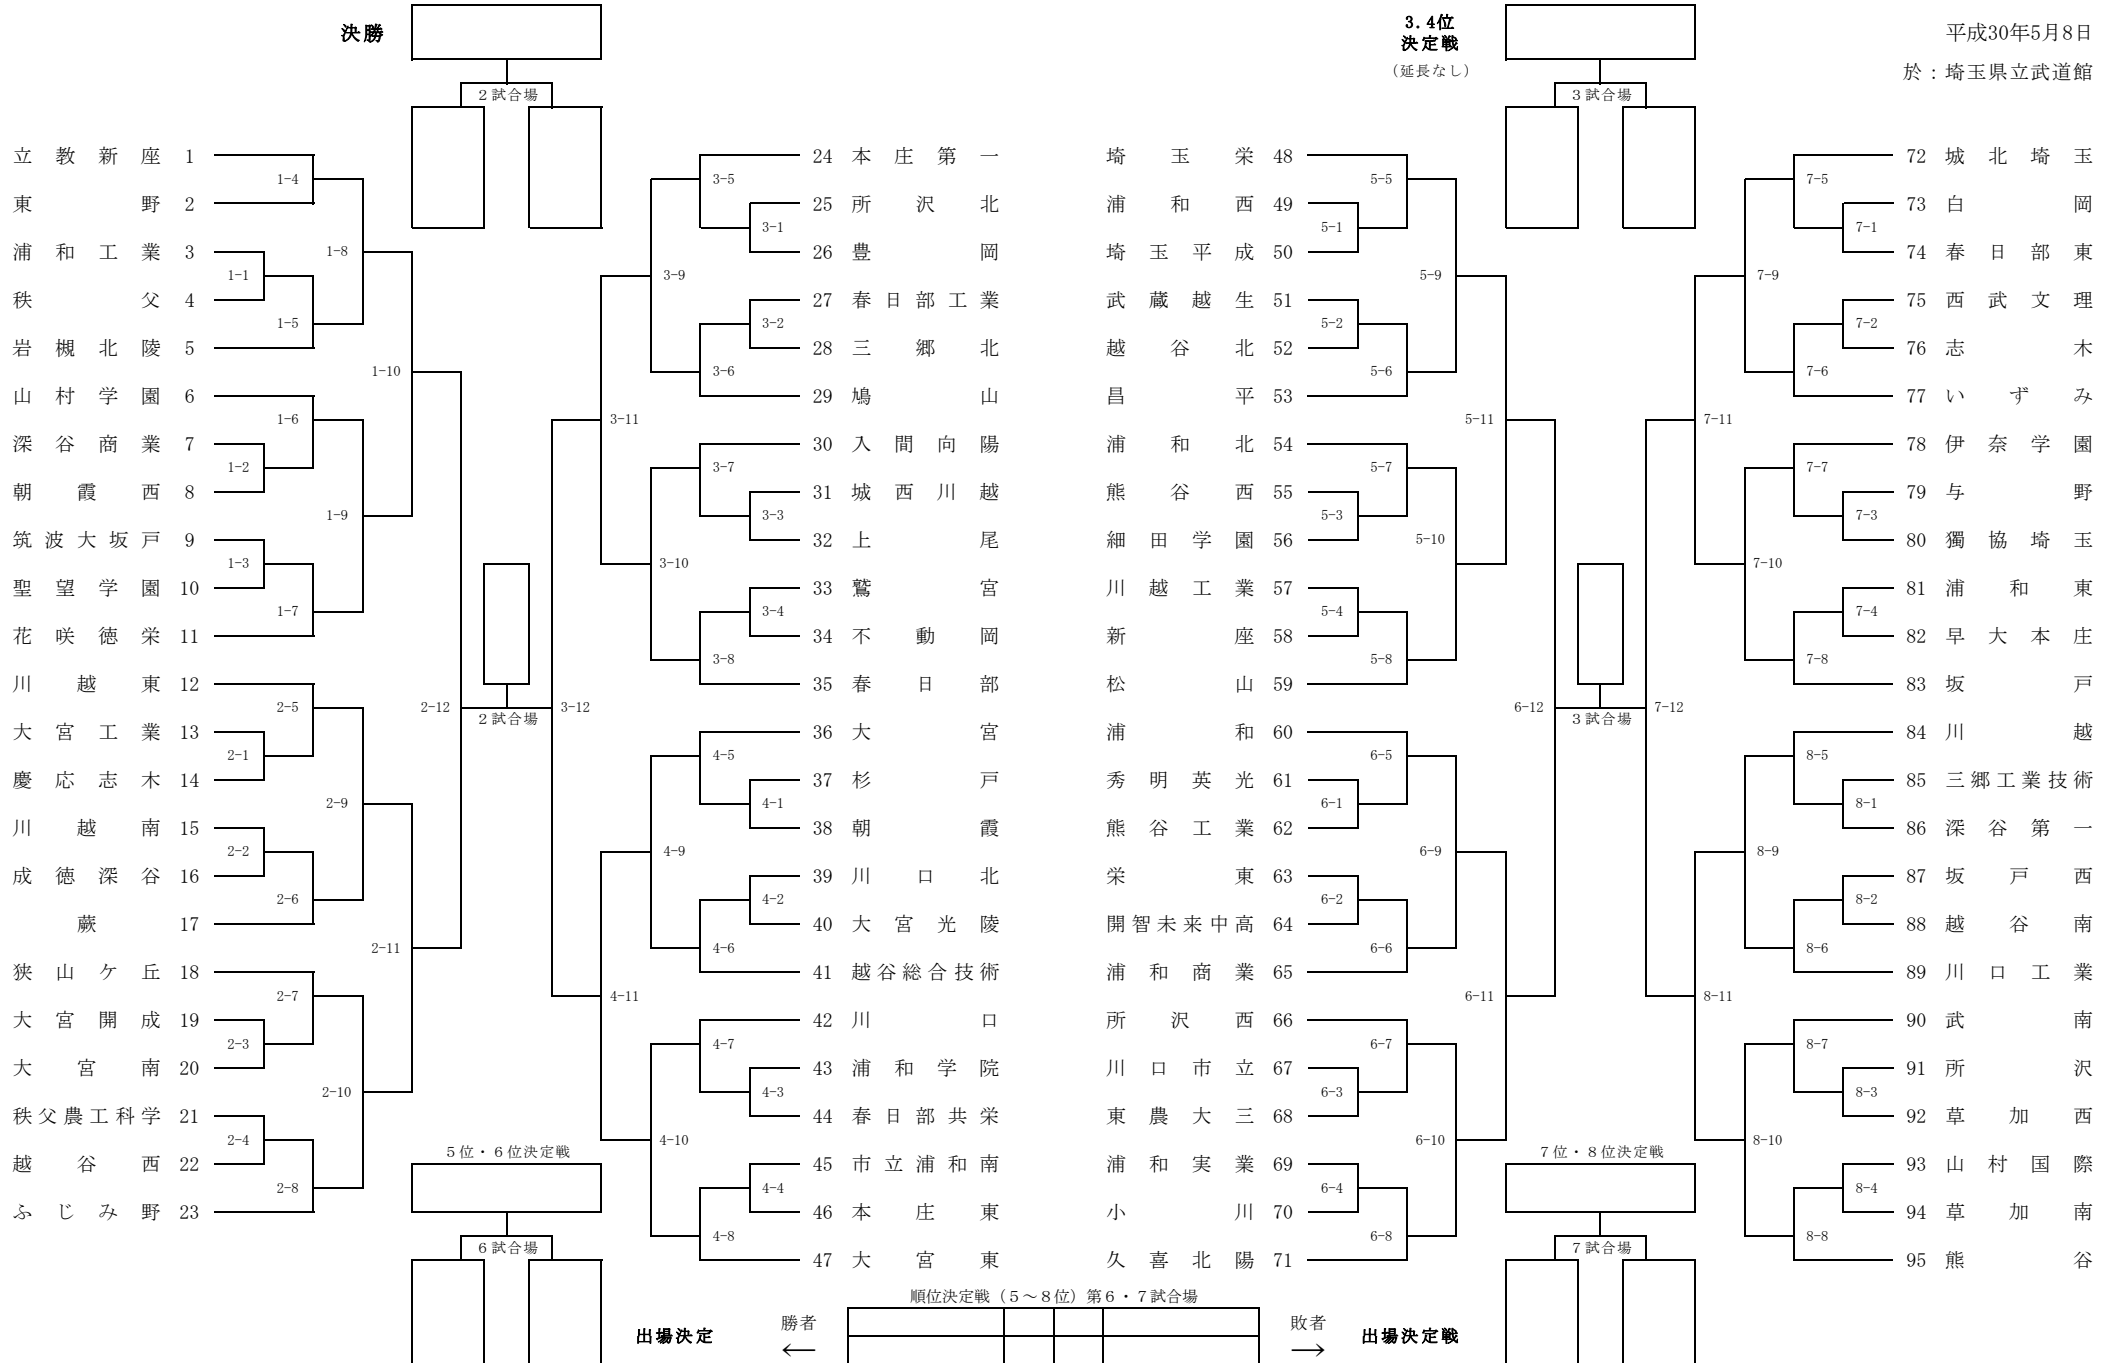 決勝
3.4位
決定戦
(延長なし)
平成30年5月8日
於：埼玉県立武道館
2試合場
3試合場
立教新座 1
東野 2
浦和工業 3
秩父 4
岩槻北陵 5
山村学園 6
深谷商業 7
朝霞西 8
筑波大坂戸 9
聖望学園 10
花咲徳栄 11
川越東 12
大宮工業 13
慶応志木 14
川越南 15
成徳深谷 16
蕨 17
狭山ケ丘 18
大宮開成 19
大宮南 20
秩父農工科学 21
越谷西 22
ふじみ野 23
1-4
1-1
1-5
1-8
1-6
1-2
1-3
1-7
1-9
1-10
2-5
2-1
2-2
2-6
2-9
2-7
2-3
2-4
2-8
2-10
2-11
2-12
2試合場
3-12
24 本庄第一
25 所沢北
26 豊岡
27 春日部工業
28 三郷北
29 鳩山
30 入間向陽
31 城西川越
32 上尾
33 鷲宮
34 不動岡
35 春日部
36 大宮
37 杉戸
38 朝霞
39 川口北
40 大宮光陵
41 越谷総合技術
42 川口
43 浦和学院
44 春日部共栄
45 市立浦和南
46 本庄東
47 大宮東
3-5
3-1
3-9
3-2
3-6
3-11
3-7
3-3
3-10
3-4
3-8
4-5
4-1
4-9
4-2
4-6
4-11
4-7
4-3
4-10
4-4
4-8
埼玉栄 48
浦和西 49
埼玉平成 50
武蔵越生 51
越谷北 52
昌平 53
浦和北 54
熊谷西 55
細田学園 56
川越工業 57
新座 58
松山 59
浦和 60
秀明英光 61
熊谷工業 62
栄東 63
開智未来中高 64
浦和商業 65
所沢西 66
川口市立 67
東農大三 68
浦和実業 69
小川 70
久喜北陽 71
5-5
5-1
5-9
5-2
5-6
5-11
5-7
5-3
5-10
5-4
5-8
6-12
3試合場
7-12
6-5
6-1
6-9
6-2
6-6
6-11
6-7
6-3
6-10
6-4
6-8
72 城北埼玉
73 白岡
74 春日部東
75 西武文理
76 志木
77 いずみ
78 伊奈学園
79 与野
80 獨協埼玉
81 浦和東
82 早大本庄
83 坂戸
84 川越
85 三郷工業技術
86 深谷第一
87 坂戸西
88 越谷南
89 川口工業
90 武南
91 所沢
92 草加西
93 山村国際
94 草加南
95 熊谷
7-5
7-1
7-9
7-2
7-6
7-11
7-7
7-3
7-10
7-4
7-8
8-5
8-1
8-9
8-2
8-6
8-11
8-7
8-3
8-10
8-4
8-8
5位・6位決定戦
6試合場
7位・8位決定戦
7試合場
順位決定戦（5～8位）第6・7試合場
出場決定
勝者
←
敗者
→
出場決定戦